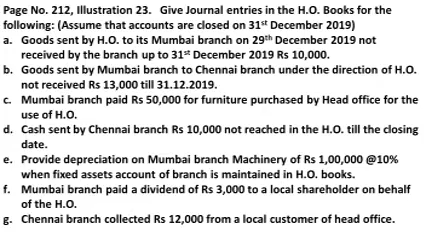 Page No. 212, Illustration 23. Give Journal entries in the H.O. Books for the
following: (Assume that accounts are closed on 31st December 2019)
a. Goods sent by H.O. to its Mumbai branch on 29th December 2019 not
received by the branch up to 31st December 2019 Rs 10,000.
b. Goods sent by Mumbai branch to Chennai branch under the direction of H.O.
not received Rs 13,000 till 31.12.2019.
c. Mumbai branch paid Rs 50,000 for furniture purchased by Head office for the
use of H.O.
d. Cash sent by Chennai branch Rs 10,000 not reached in the H.O. till the closing
date.
e. Provide depreciation on Mumbai branch Machinery of Rs 1,00,000 @10%
when fixed assets account of branch is maintained in H.O. books.
f. Mumbai branch paid a dividend of Rs 3,000 to a local shareholder on behalf
of the H.O.
g. Chennai branch collected Rs 12,000 from a local customer of head office.